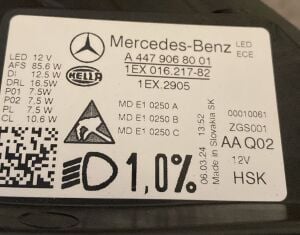 Mercedes-Benz
LED
ECE
A 447 906 80 01
1EX 016.217-82
1EX.2905
HELLA
LED 12 V
AFS 85.6 W
DI 12.5 W
DRL 16.5W
P01 7.5W
P02 7.5 W
A 7.5W
PL 7.5 W
CL 10.6 W
MD E1 0250 A
MD E1 0250 B
MD E1 0250 C
1,0%
06.03.24 13:52
Made in Slovakia SK
00010061
ZGS001
AA Q02
12V
HSK